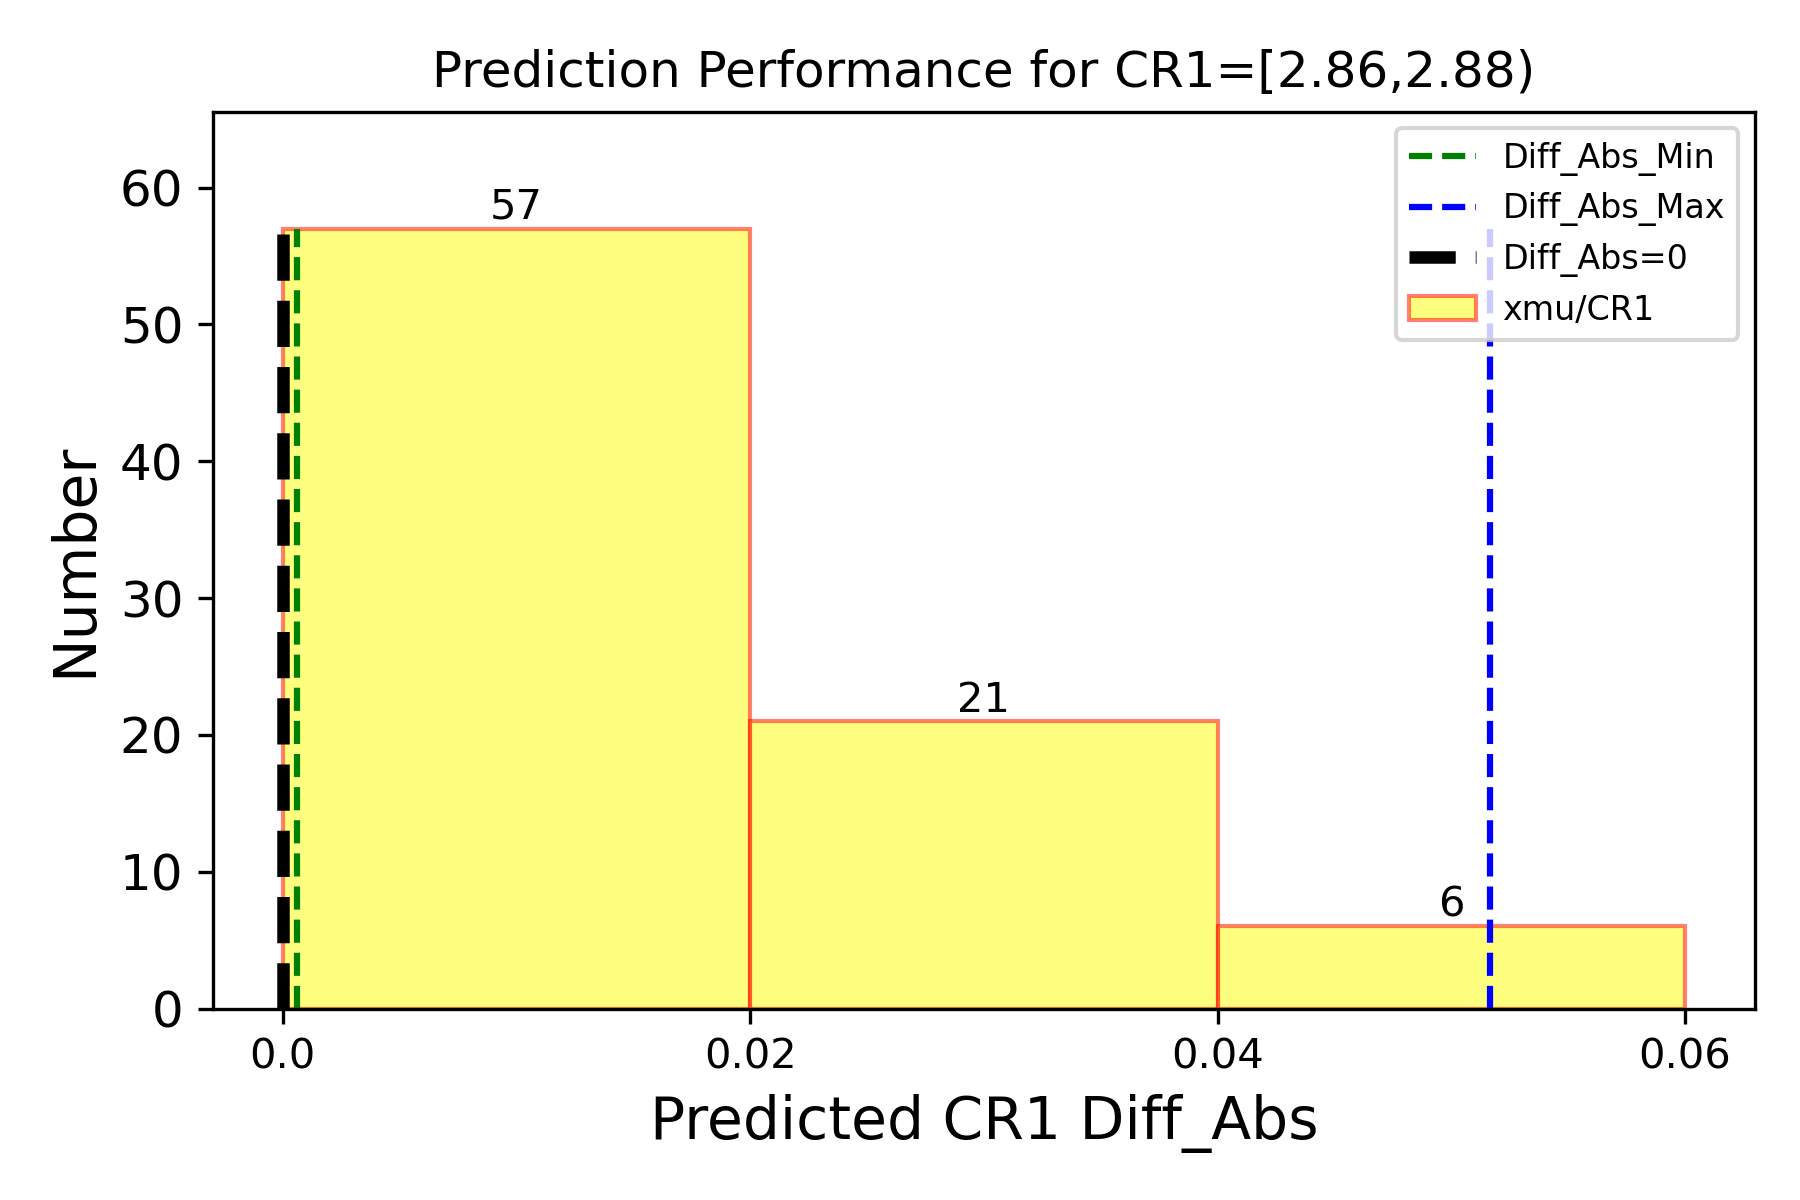 Prediction Performance for CR1=[2.86,2.88)
Diff_Abs_Min
Diff_Abs_Max
Diff_Abs=0
xmu/CR1
57
21
6
60
50
40
30
20
10
0
Number
0.0
0.02
0.04
0.06
Predicted CR1 Diff_Abs